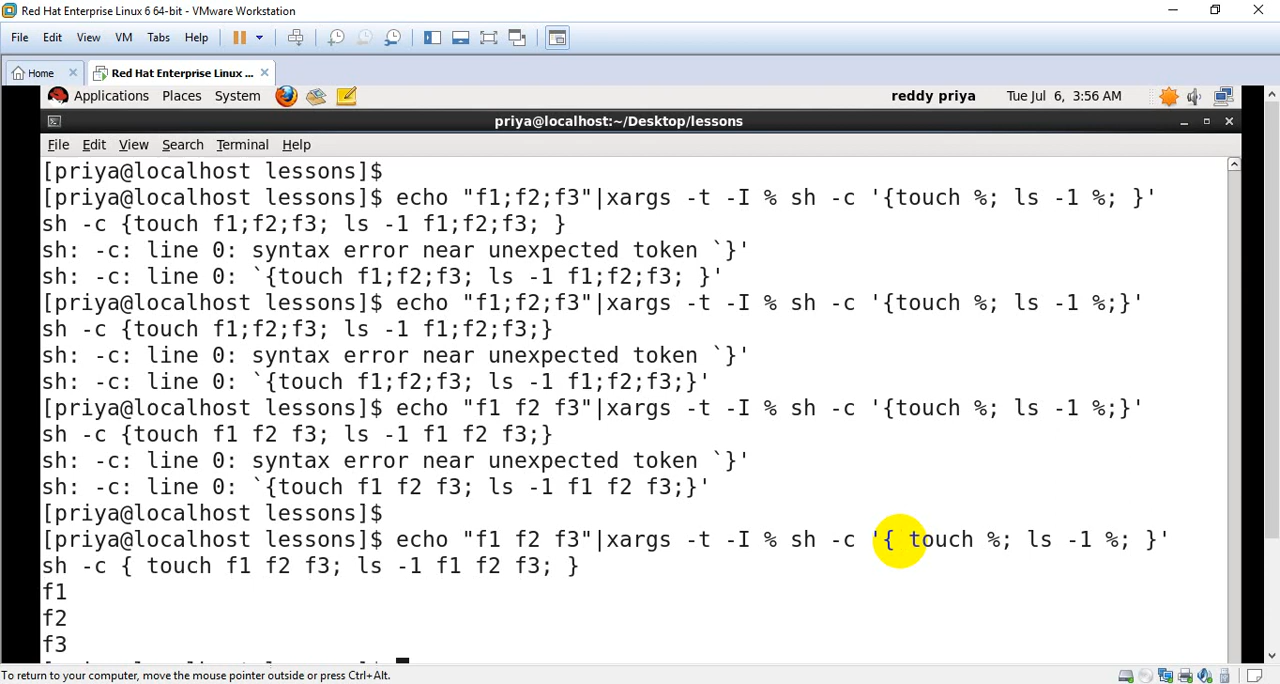 Red Hat Enterprise Linux 6 64-bit - VMware Workstation
File Edit View VM Tabs Help
Home Red Hat Enterprise Linux ...
Applications Places System reddy priya Tue Jul 6, 3:56 AM
priya@localhost:~/Desktop/lessons
File Edit View Search Terminal Help
[priya@localhost lessons]$
[priya@localhost lessons]$ echo "f1;f2;f3"|xargs -t -I % sh -c '{touch %; ls -1 %; }'
sh -c {touch f1;f2;f3; ls -1 f1;f2;f3; }
sh: -c: line 0: syntax error near unexpected token `}'
sh: -c: line 0: `{touch f1;f2;f3; ls -1 f1;f2;f3; }'
[priya@localhost lessons]$ echo "f1;f2;f3"|xargs -t -I % sh -c '{touch %; ls -1 %;}'
sh -c {touch f1;f2;f3; ls -1 f1;f2;f3;}
sh: -c: line 0: syntax error near unexpected token `}'
sh: -c: line 0: `{touch f1;f2;f3; ls -1 f1;f2;f3;}'
[priya@localhost lessons]$ echo "f1 f2 f3"|xargs -t -I % sh -c '{touch %; ls -1 %;}'
sh -c {touch f1 f2 f3; ls -1 f1 f2 f3;}
sh: -c: line 0: syntax error near unexpected token `}'
sh: -c: line 0: `{touch f1 f2 f3; ls -1 f1 f2 f3;}'
[priya@localhost lessons]$
[priya@localhost lessons]$ echo "f1 f2 f3"|xargs -t -I % sh -c '{ touch %; ls -1 %; }'
sh -c { touch f1 f2 f3; ls -1 f1 f2 f3; }
f1
f2
f3
To return to your computer, move the mouse pointer outside or press Ctrl+Alt.